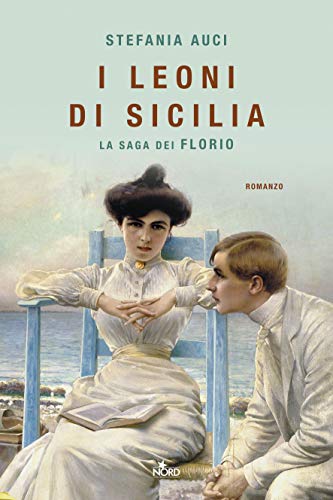 STEFANIA AUCI
I LEONI
DI SICILIA
LA SAGA DEI FLORIO
ROMANZO
NORD